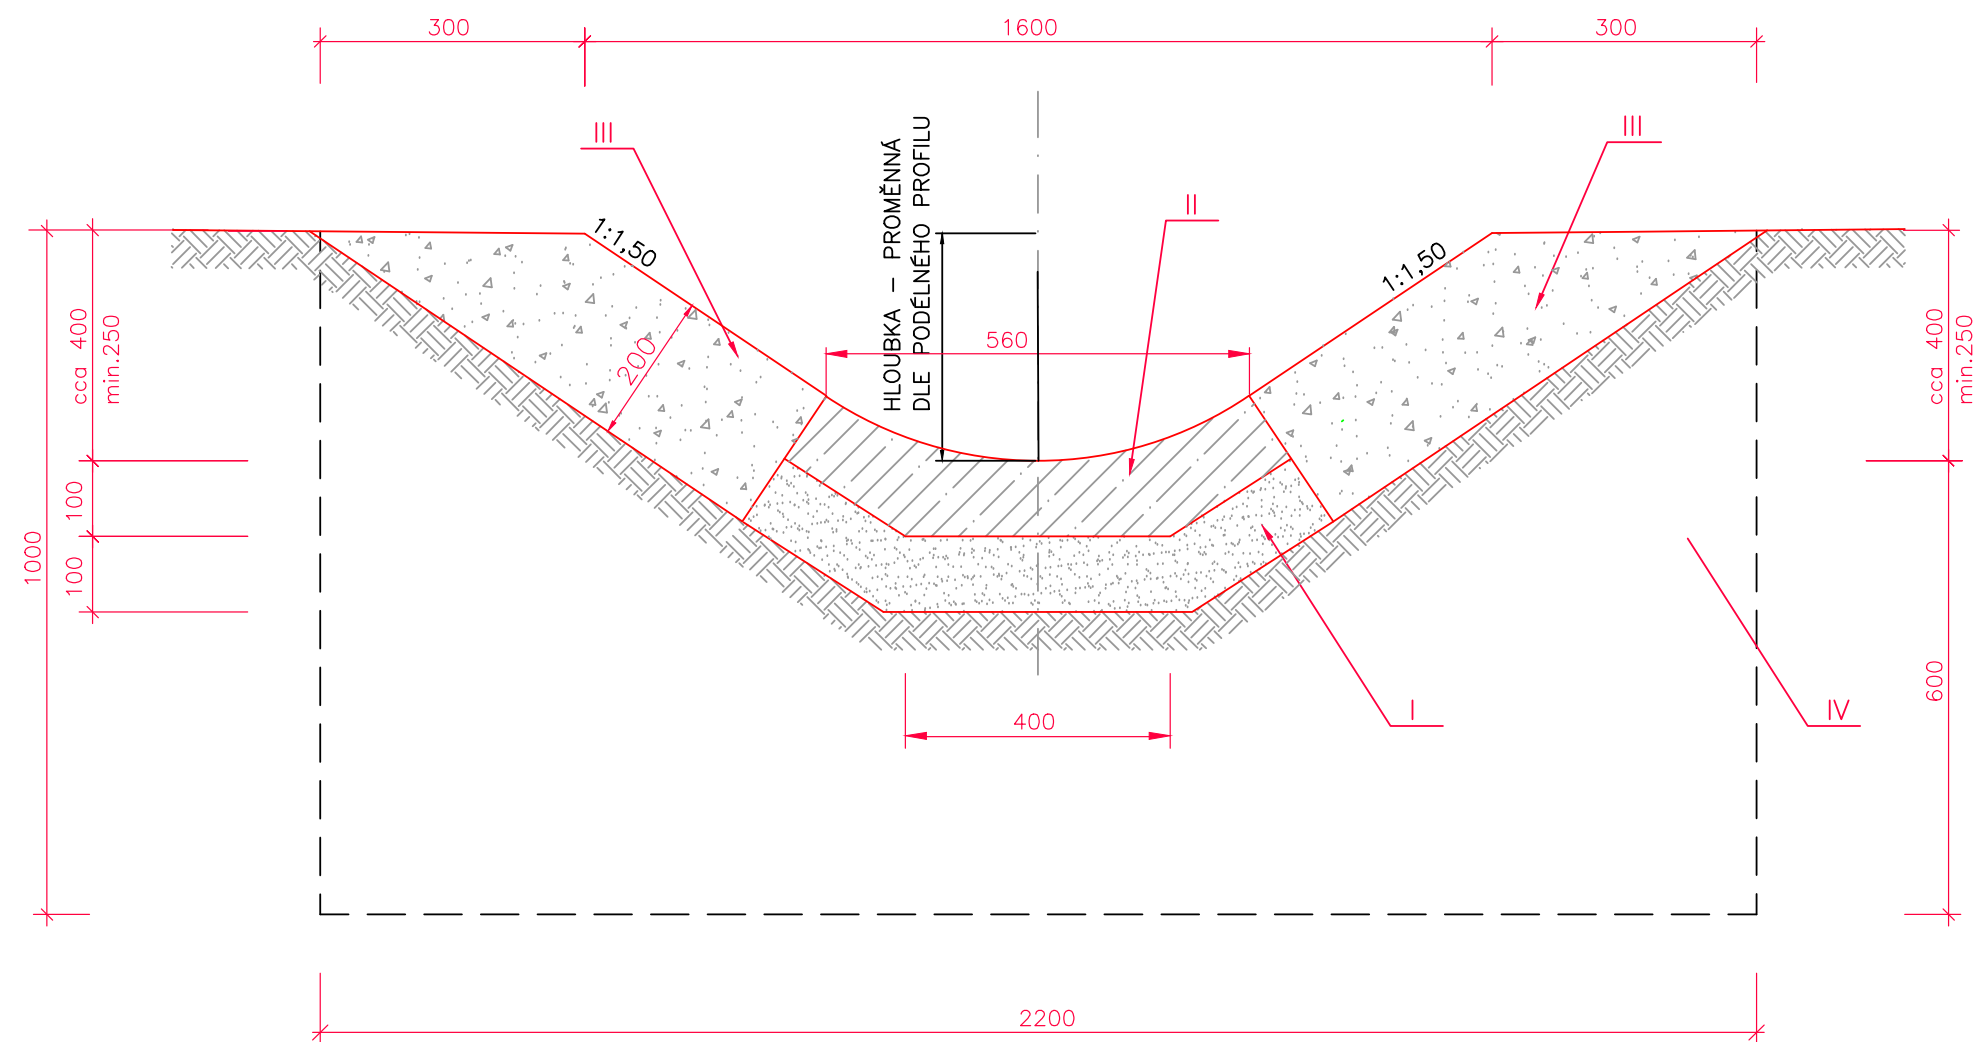 300
1600
300
III
III
II
1:1,50
1:1,50
HLOUBKA – PROMĚNNÁ
DLE PODÉLNÉHO PROFILU
560
200
cca 400
min.250
cca 400
min.250
100
100
1000
600
400
I
IV
2200